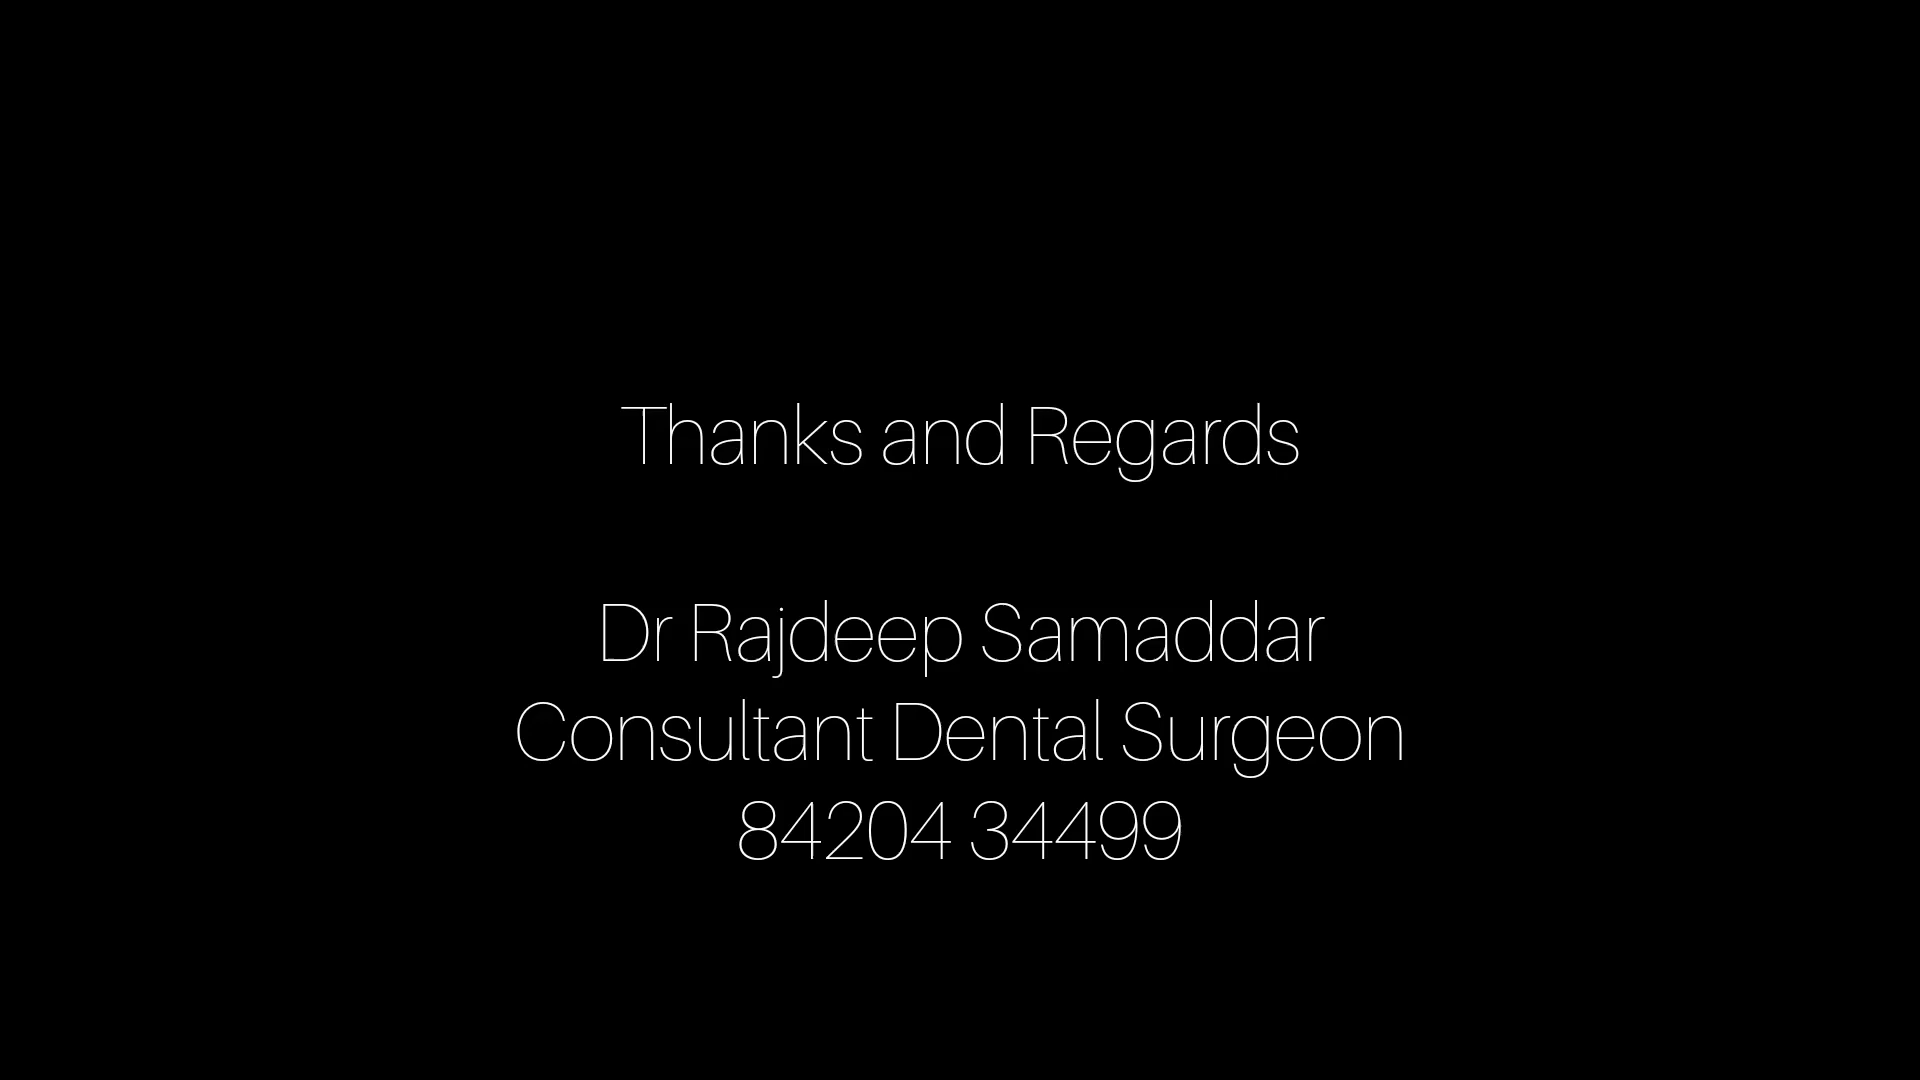 Thanks and Regards
Dr Rajdeep Samaddar
Consultant Dental Surgeon
84204 34499